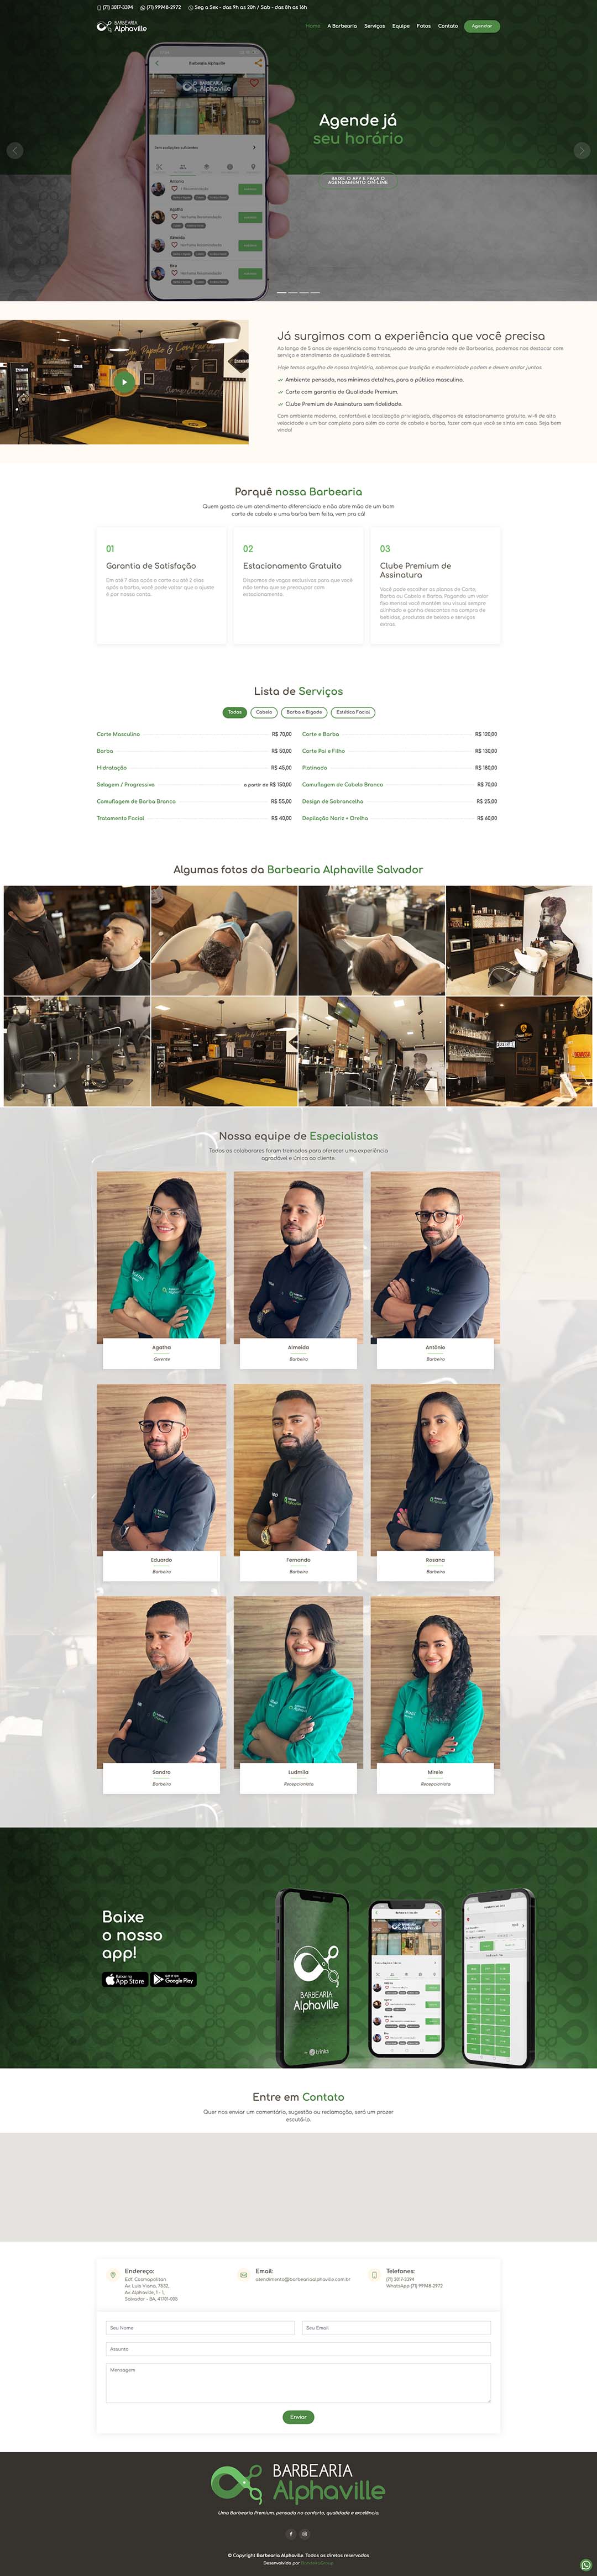 (71) 3017-3394 (71) 99948-2972 Seg a Sex - das 9h as 20h / Sab - das 8h as 16h
BARBEARIA
Alphaville
Home A Barbearia Serviços Equipe Fotos Contato Agendar
Barbearia Alphaville
Agende já
seu horário
BAIXE O APP E FAÇA O
AGENDAMENTO ON-LINE
Já surgimos com a experiência que você precisa
Ao longo de 5 anos de experiência como franqueada de uma grande rede de Barbearias, podemos nos destacar com
serviço e atendimento de qualidade 5 estrelas.
Hoje temos orgulho de nossa trajetória, sabemos que tradição e modernidade podem e devem andar juntas.
Ambiente pensado, nos mínimos detalhes, para o público masculino.
Corte com garantia de Qualidade Premium.
Clube Premium de Assinatura sem fidelidade.
Com ambiente moderno, confortável e localização privilegiada, dispomos de estacionamento gratuito, wi-fi de alta
velocidade e um bar completo para além do corte de cabelo e barba, fazer com que você se sinta em casa. Seja bem
vindo!
Porquê nossa Barbearia
Quem gosta de um atendimento diferenciado e não abre mão de um bom
corte de cabelo e uma barba bem feita, vem pra cá!
01
Garantia de Satisfação
Em até 7 dias após o corte ou até 2 dias
após a barba, você pode voltar que o ajuste
é por nossa conta.
02
Estacionamento Gratuito
Dispomos de vagas exclusivas para que você
não tenha que se preocupar com
estacionamento.
03
Clube Premium de
Assinatura
Você pode escolher os planos de Corte,
Barba ou Cabelo e Barba. Pagando um valor
fixo mensal você mantém seu visual sempre
alinhado e ganha descontos na compra de
bebidas, produtos de beleza e serviços
extras.
Lista de Serviços
Todos Cabelo Barba e Bigode Estética Facial
Corte Masculino R$ 70,00 Corte e Barba R$ 120,00
Barba R$ 50,00 Corte Pai e Filho R$ 130,00
Hidratação R$ 45,00 Platinado R$ 180,00
Selagem / Progressiva a partir de R$ 150,00 Camuflagem de Cabelo Branco R$ 70,00
Camuflagem de Barba Branca R$ 55,00 Design de Sobrancelha R$ 25,00
Tratamento Facial R$ 40,00 Depilação Nariz + Orelha R$ 60,00
Algumas fotos da Barbearia Alphaville Salvador
Nossa equipe de Especialistas
Todos os colaborares foram treinados para oferecer uma experiência
agradável e única ao cliente.
Agatha Almeida Antônio
Gerente Barbeiro Barbeiro
Eduardo Fernando Rosana
Barbeiro Barbeiro Barbeira
Sandro Ludmila Mirele
Barbeiro Recepcionista Recepcionista
Baixe
o nosso
app!
App Store
Google Play
BARBEARIA
Alphaville
trinks
Entre em Contato
Quer nos enviar um comentário, sugestão ou reclamação, será um prazer
escutá-lo.
Endereço:
Edf. Cosmopolitan
Av. Luis Viana, 7532,
Av. Alphaville, 1 - 1,
Email:
atendimento@barbeariaalphaville.com.br
Telefones:
(71) 3017-3394
WhatsApp (71) 99948-2972
Seu Nome Seu Email
Assunto
Mensagem
Enviar
BARBEARIA
Alphaville
Uma Barbearia Premium, pensada no conforto, qualidade e excelência.
© Copyright Barbearia Alphaville. Todos os direitos reservados
Desenvolvido por